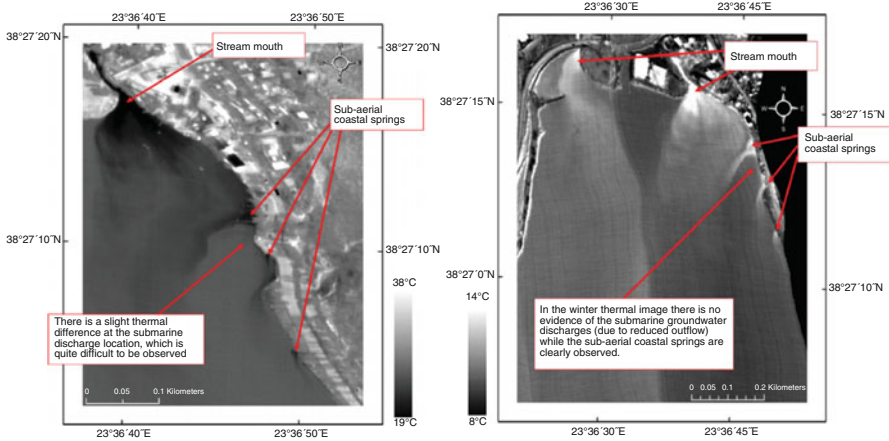 23°36´40˝E 23°36´50˝E
38°27´20˝N
38°27´20˝N
Stream mouth
Sub-aerial
coastal springs
38°27´10˝N
38°27´10˝N
38°C
19°C
There is a slight thermal
difference at the submarine
discharge location, which is
quite difficult to be observed
0 0.05 0.1 Kilometers
23°36´40˝E 23°36´50˝E
23°36´30˝E 23°36´45˝E
Stream mouth
38°27´15˝N
38°27´15˝N
N
W E
S
Sub-aerial
coastal springs
38°27´0˝N
38°27´10˝N
14°C
8°C
In the winter thermal image there is no
evidence of the submarine groundwater
discharges (due to reduced outflow)
while the sub-aerial coastal springs are
clearly observed.
0 0.05 0.1 0.2 Kilometers
23°36´30˝E 23°36´45˝E